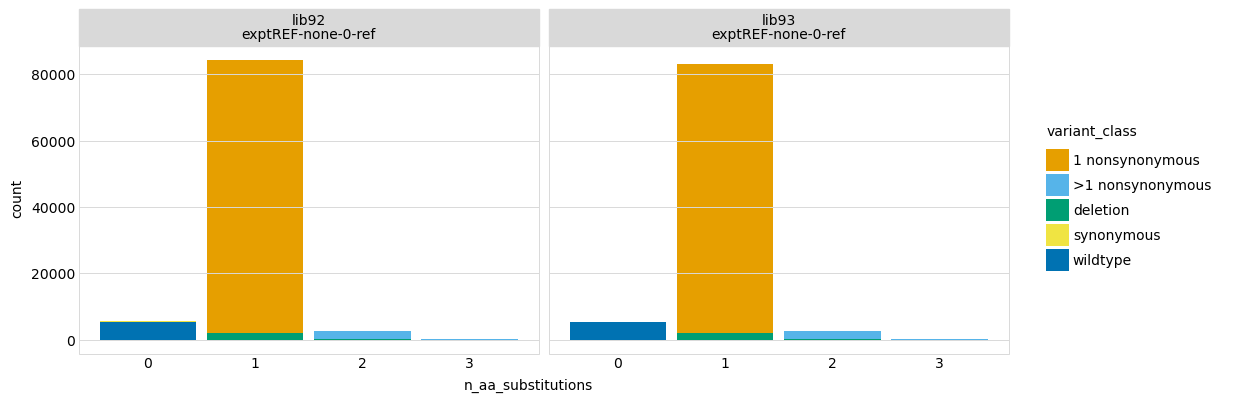 lib92
exptREF-none-0-ref
lib93
exptREF-none-0-ref
count
80000
60000
40000
20000
0
0 1 2 3
0 1 2 3
n_aa_substitutions
variant_class
1 nonsynonymous
>1 nonsynonymous
deletion
synonymous
wildtype